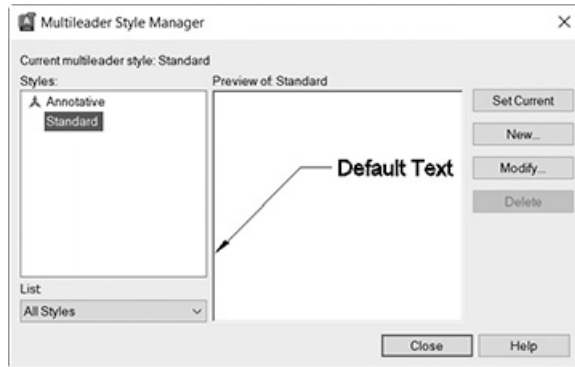 Multileader Style Manager
Current multileader style: Standard
Styles:
Annotative
Standard
Preview of: Standard
Default Text
Set Current
New...
Modify...
Delete
List:
All Styles
Close
Help